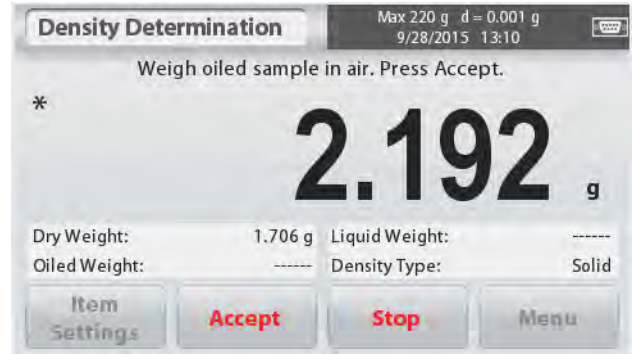 Density Determination
Max 220 g d = 0.001 g
9/28/2015 13:10
Weigh oiled sample in air. Press Accept.
*
2.192 g
Dry Weight: 1.706 g Liquid Weight: ------
Oiled Weight: ------ Density Type: Solid
Item Settings
Accept
Stop
Menu